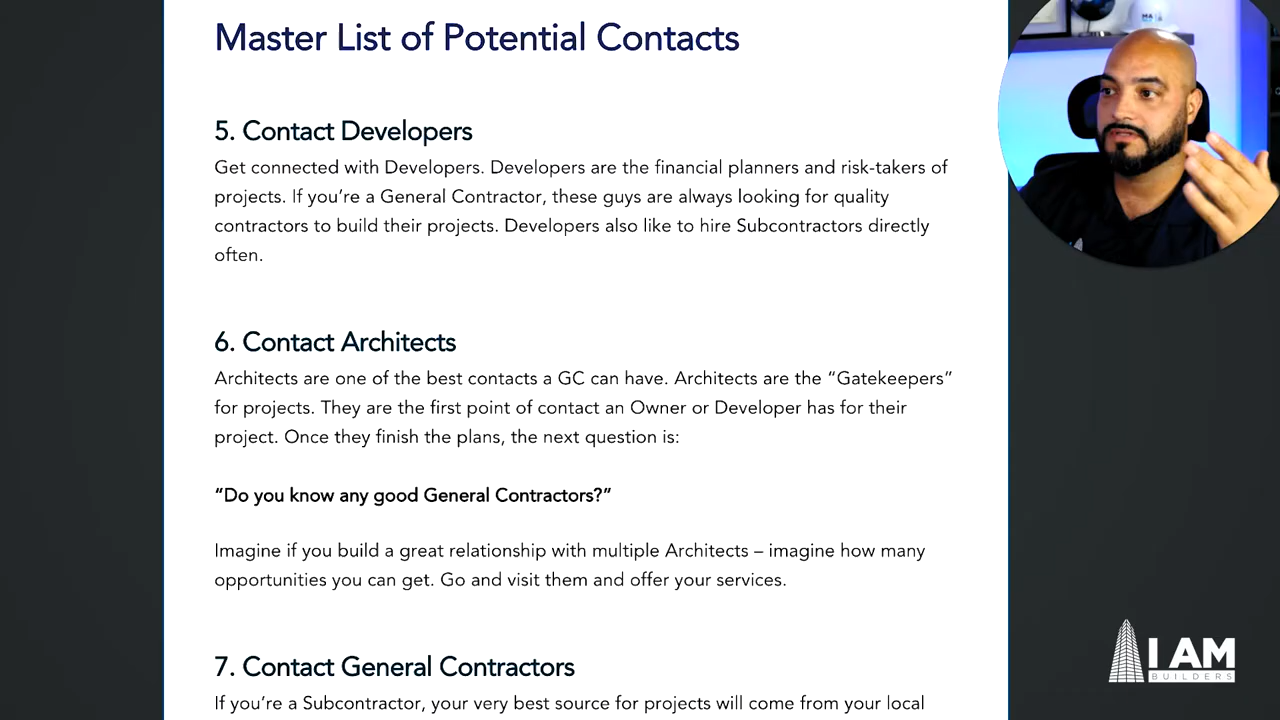 Master List of Potential Contacts
5. Contact Developers
Get connected with Developers. Developers are the financial planners and risk-takers of
projects. If you’re a General Contractor, these guys are always looking for quality
contractors to build their projects. Developers also like to hire Subcontractors directly
often.
6. Contact Architects
Architects are one of the best contacts a GC can have. Architects are the “Gatekeepers”
for projects. They are the first point of contact an Owner or Developer has for their
project. Once they finish the plans, the next question is:
“Do you know any good General Contractors?”
Imagine if you build a great relationship with multiple Architects – imagine how many
opportunities you can get. Go and visit them and offer your services.
7. Contact General Contractors
If you’re a Subcontractor, your very best source for projects will come from your local
I AM
BUILDERS